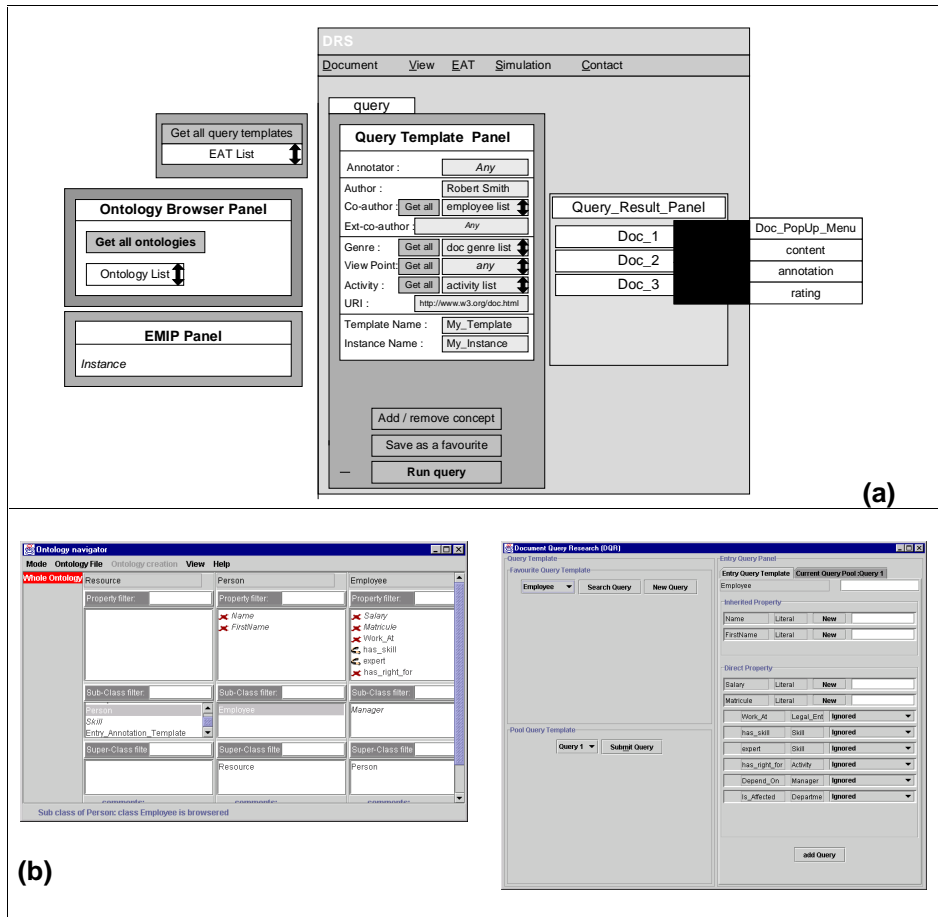 DRS
Document View EAT Simulation Contact
query
Get all query templates
EAT List
Ontology Browser Panel
Get all ontologies
Ontology List
EMIP Panel
Instance
Query Template Panel
Annotator : Any
Author : Robert Smith
Co-author : Get all employee list
Ext-co-author : Any
Genre : Get all doc genre list
View Point: Get all any
Activity : Get all activity list
URI : http://www.w3.org/doc.html
Template Name : My_Template
Instance Name : My_Instance
Add / remove concept
Save as a favourite
Run query
Query_Result_Panel
Doc_1
Doc_2
Doc_3
Doc_PopUp_Menu
content
annotation
rating
(a)
Ontology navigator
Mode Ontology File Ontology creation View Help
Whole Ontology Resource Person Employee
Property filter: Property filter: Property filter:
Name
FirstName
Salary
Matricule
Work_At
has_skill
expert
has_right_for
Sub-Class filter: Sub-Class filter: Sub-Class filter:
Person
Skill
Entry_Annotation_Template
Employee
Manager
Super-Class filte Super-Class filte Super-Class filte
Resource Person
comments: comments: comments:
Sub class of Person: class Employee is browsered
(b)
Document Query Research (DQR)
Query Template
Favourite Query Template
Employee Search Query New Query
Pool Query Template
Query 1 Submit Query
Entry Query Panel
Entry Query Template Current Query Pool :Query 1
Employee
Inherited Property
Name Literal New
FirstName Literal New
Direct Property
Salary Literal New
Matricule Literal New
Work_At Legal_Ent Ignored
has_skill Skill Ignored
expert Skill Ignored
has_right_for Activity Ignored
Depend_On Manager Ignored
Is_Affected Departme Ignored
add Query